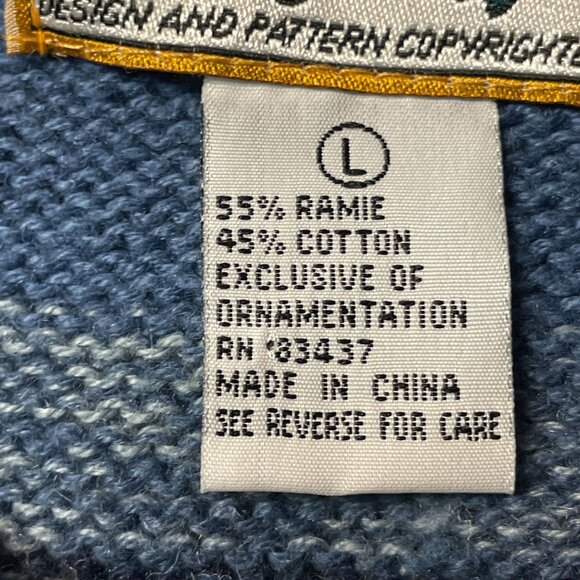 DESIGN AND PATTERN COPYRIGHTE
L
55% RAMIE
45% COTTON
EXCLUSIVE OF
ORNAMENTATION
RN 83437
MADE IN CHINA
SEE REVERSE FOR CARE